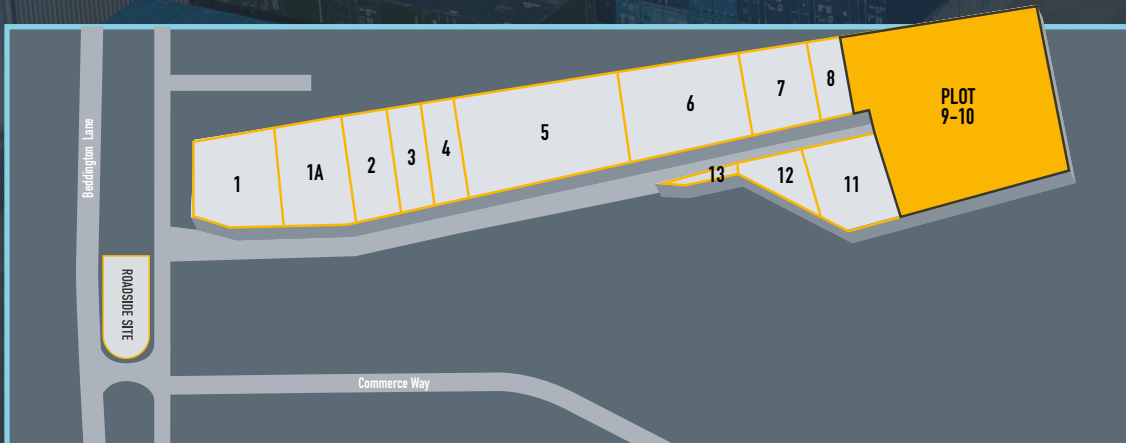 Beddington Lane
1
1A
2
3
4
5
6
7
8
PLOT
9–10
13
12
11
ROADSIDE SITE
Commerce Way